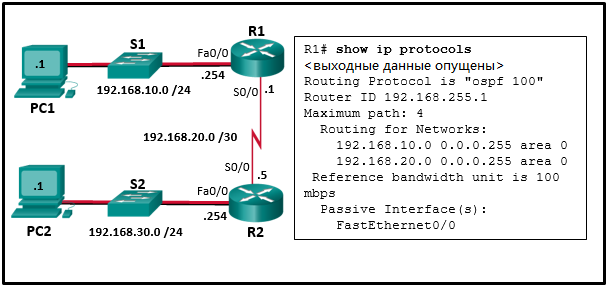 R1
S1
Fa0/0
.1
.254
S0/0
.1
PC1
192.168.10.0 /24
192.168.20.0 /30
S0/0
.5
S2
Fa0/0
.1
.254
PC2
192.168.30.0 /24
R2
R1# show ip protocols
<выходные данные опущены>
Routing Protocol is "ospf 100"
Router ID 192.168.255.1
Maximum path: 4
Routing for Networks:
192.168.10.0 0.0.0.255 area 0
192.168.20.0 0.0.0.255 area 0
Reference bandwidth unit is 100
mbps
Passive Interface(s):
FastEthernet0/0